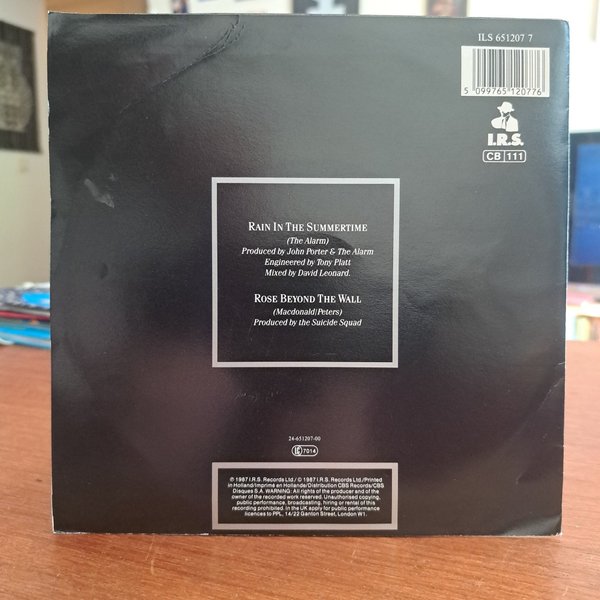 ILS 651207 7
5 099765 120776
I.R.S.
CB 111
RAIN IN THE SUMMERTIME
(The Alarm)
Produced by John Porter & The Alarm
Engineered by Tony Platt
Mixed by David Leonard.
ROSE BEYOND THE WALL
(Macdonald/Peters)
Produced by the Suicide Squad
24-651207-00
LC 7014
℗ 1987 I.R.S. Records Ltd./ © 1987 I.R.S. Records Ltd./Printed
in Holland/Imprimé en Hollande/Distribution CBS Records/CBS
Disques S.A. WARNING: All rights of the producer and of the
owner of the recorded work reserved. Unauthorised copying,
public performance, broadcasting, hiring or rental of this
recording prohibited. In the UK apply for public performance
licences to PPL, 14/22 Ganton Street, London W1.